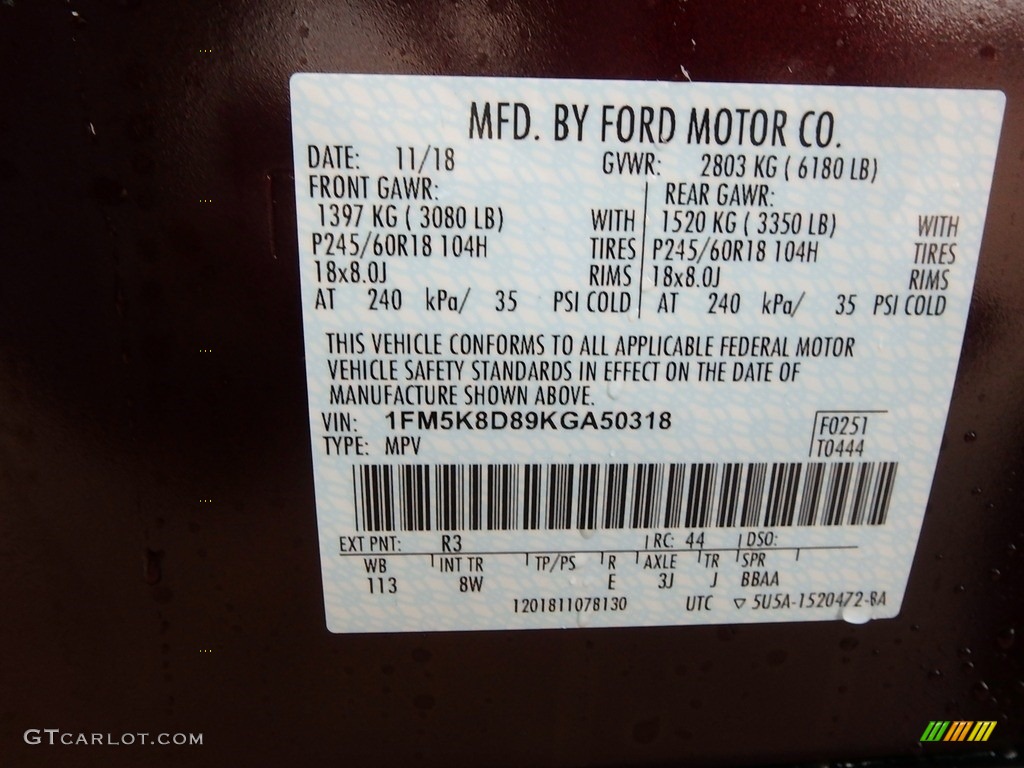 MFD. BY FORD MOTOR CO.
DATE: 11/18 GVWR: 2803 KG ( 6180 LB)
FRONT GAWR: REAR GAWR:
1397 KG ( 3080 LB) WITH 1520 KG ( 3350 LB) WITH
P245/60R18 104H TIRES P245/60R18 104H TIRES
18x8.0J RIMS 18x8.0J RIMS
AT 240 kPa/ 35 PSI COLD AT 240 kPa/ 35 PSI COLD
THIS VEHICLE CONFORMS TO ALL APPLICABLE FEDERAL MOTOR
VEHICLE SAFETY STANDARDS IN EFFECT ON THE DATE OF
MANUFACTURE SHOWN ABOVE.
VIN: 1FM5K8D89KGA50318 F0251
TYPE: MPV T0444
EXT PNT: R3 RC: 44 DSO:
WB INT TR TP/PS R AXLE TR SPR
113 8W E 3J J BBAA
1201811078130 UTC ▽ 5U5A-1520472-BA
GTCARLOT.COM